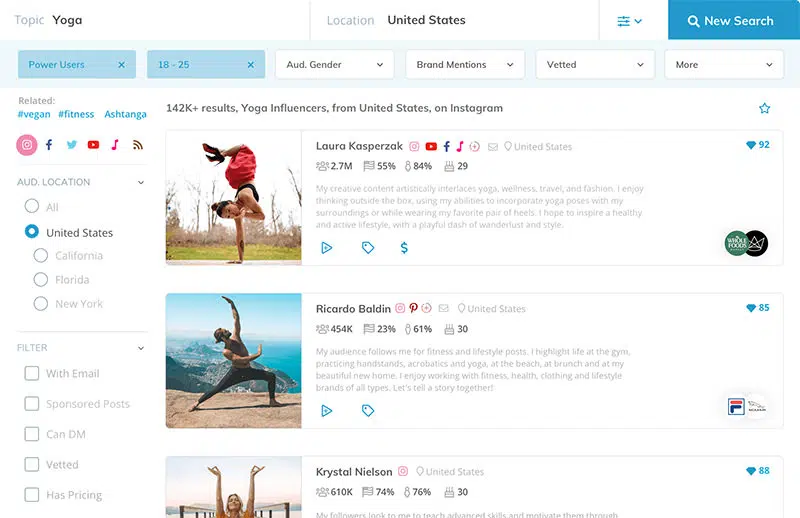 Topic Yoga
Location United States
New Search
Power Users
18 - 25
Aud. Gender
Brand Mentions
Vetted
More
Related:
#vegan #fitness Ashtanga
142K+ results, Yoga Influencers, from United States, on Instagram
AUD. LOCATION
All
United States
California
Florida
New York
FILTER
With Email
Sponsored Posts
Can DM
Vetted
Has Pricing
Laura Kasperzak United States
92
2.7M 55% 84% 29
My creative content artistically interlaces yoga, wellness, travel, and fashion. I enjoy
thinking outside the box, using my abilities to incorporate yoga poses with my
surroundings or while wearing my favorite pair of heels. I hope to inspire a healthy
and active lifestyle, with a playful dash of wanderlust and style.
$
WHOLE
FOODS
Ricardo Baldin United States
85
454K 23% 61% 30
My audience follows me for fitness and lifestyle posts. I highlight life at the gym,
practicing handstands, acrobatics and yoga, at the beach, at brunch and at my
beautiful new home. I enjoy working with fitness, health, clothing and lifestyle
brands of all types. Let's tell a story together!
Krystal Nielson United States
88
610K 74% 76% 30
My followers look to me to teach advanced skills and motivate them through